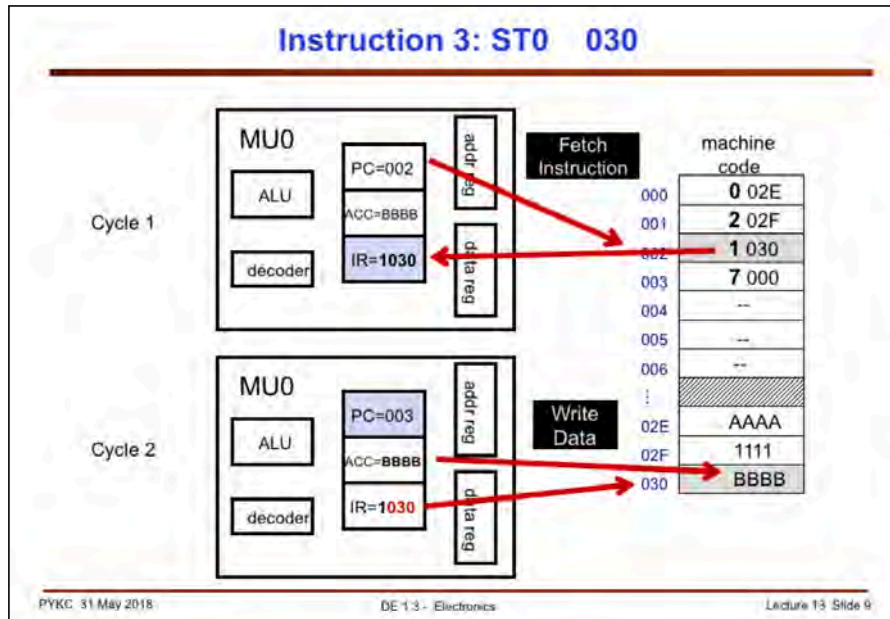 Instruction 3: ST0 030
Cycle 1
MU0
ALU
decoder
PC=002
ACC=BBBB
IR=1030
addr reg
data reg
Fetch
Instruction
machine
code
000 0 02E
001 2 02F
002 1 030
003 7 000
004 --
005 --
006 --
⋮
02E AAAA
02F 1111
030 BBBB
Cycle 2
MU0
ALU
decoder
PC=003
ACC=BBBB
IR=1030
addr reg
data reg
Write
Data
PYKC 31 May 2018
DE 1.3 - Electronics
Lecture 13 Slide 9